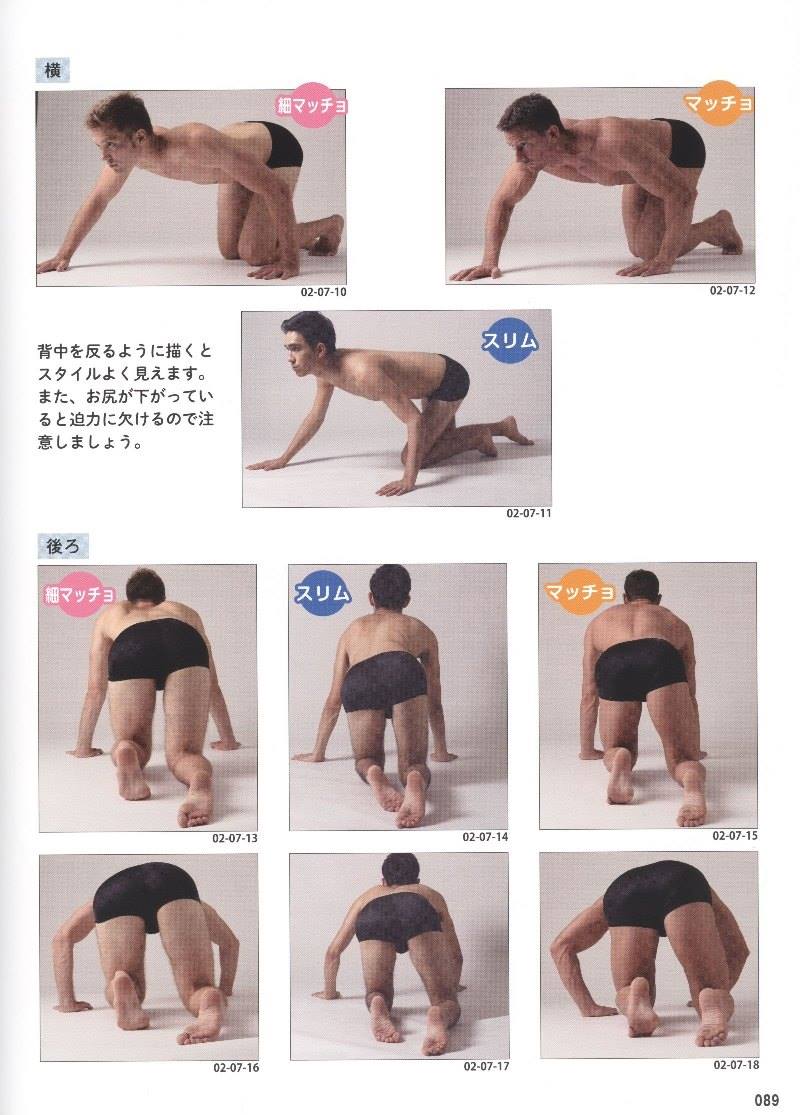 横
細マッチョ
マッチョ
02-07-10
02-07-12
背中を反るように描くと
スタイルよく見えます。
また、お尻が下がってい
ると迫力に欠けるので注
意しましょう。
スリム
02-07-11
後ろ
細マッチョ
スリム
マッチョ
02-07-13
02-07-14
02-07-15
02-07-16
02-07-17
02-07-18
089